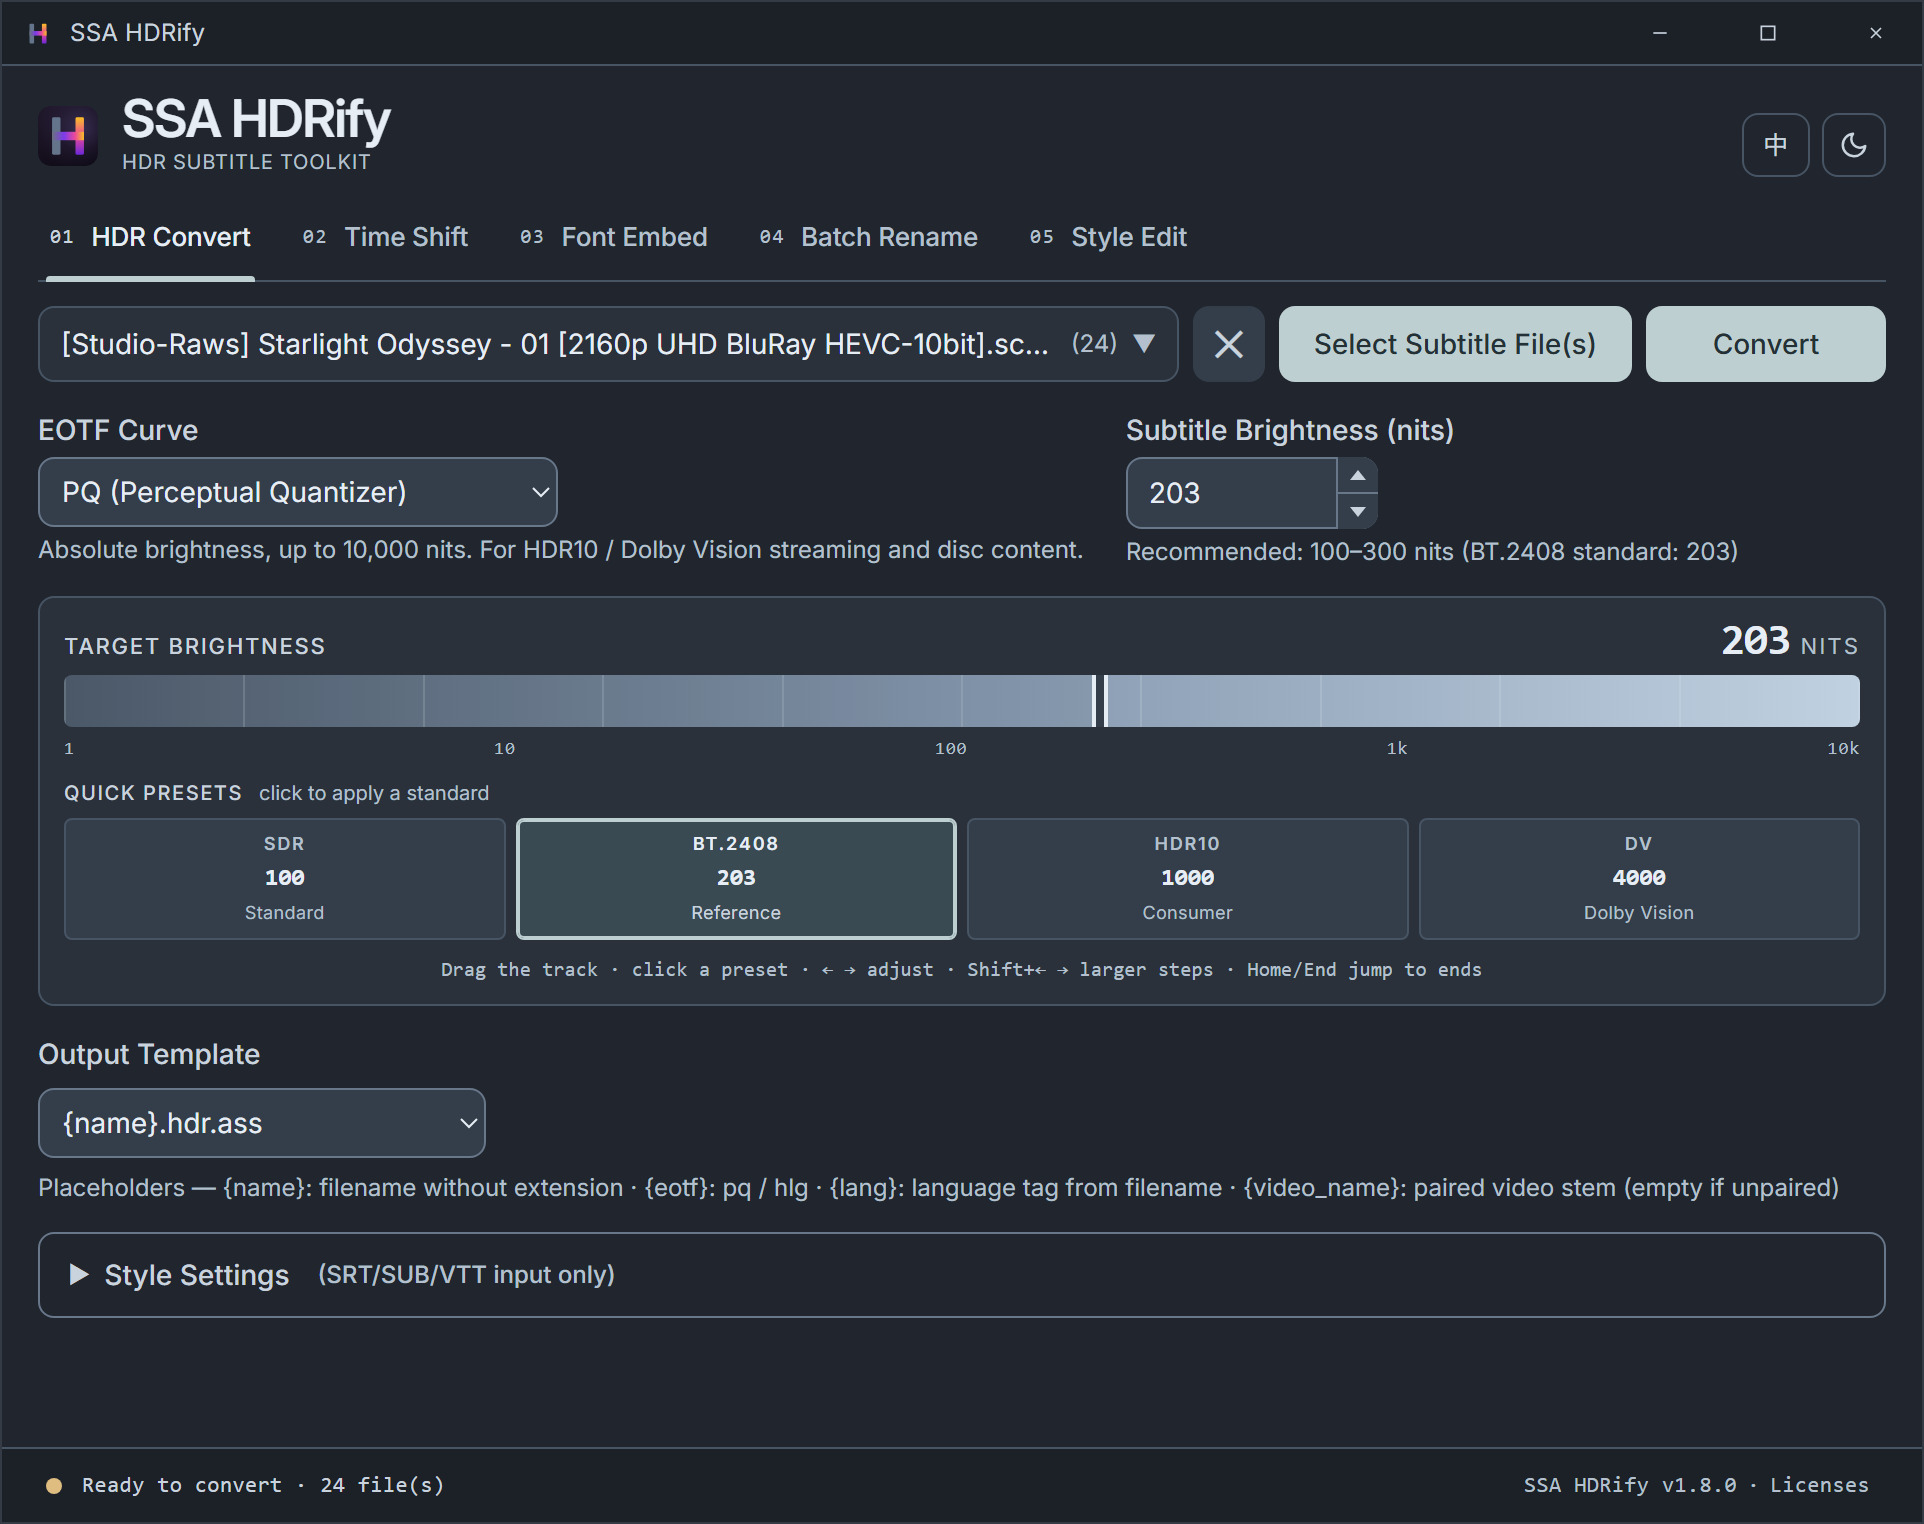 SSA HDRify
SSA HDRify
HDR SUBTITLE TOOLKIT
中
01 HDR Convert 02 Time Shift 03 Font Embed 04 Batch Rename 05 Style Edit
[Studio-Raws] Starlight Odyssey - 01 [2160p UHD BluRay HEVC-10bit].sc... (24) ▼
Select Subtitle File(s)
Convert
EOTF Curve
PQ (Perceptual Quantizer)
Absolute brightness, up to 10,000 nits. For HDR10 / Dolby Vision streaming and disc content.
Subtitle Brightness (nits)
203
Recommended: 100–300 nits (BT.2408 standard: 203)
TARGET BRIGHTNESS
203 NITS
1 10 100 1k 10k
QUICK PRESETS click to apply a standard
SDR
100
Standard
BT.2408
203
Reference
HDR10
1000
Consumer
DV
4000
Dolby Vision
Drag the track · click a preset · ← → adjust · Shift+← → larger steps · Home/End jump to ends
Output Template
{name}.hdr.ass
Placeholders — {name}: filename without extension · {eotf}: pq / hlg · {lang}: language tag from filename · {video_name}: paired video stem (empty if unpaired)
▶ Style Settings (SRT/SUB/VTT input only)
Ready to convert · 24 file(s)
SSA HDRify v1.8.0 · Licenses